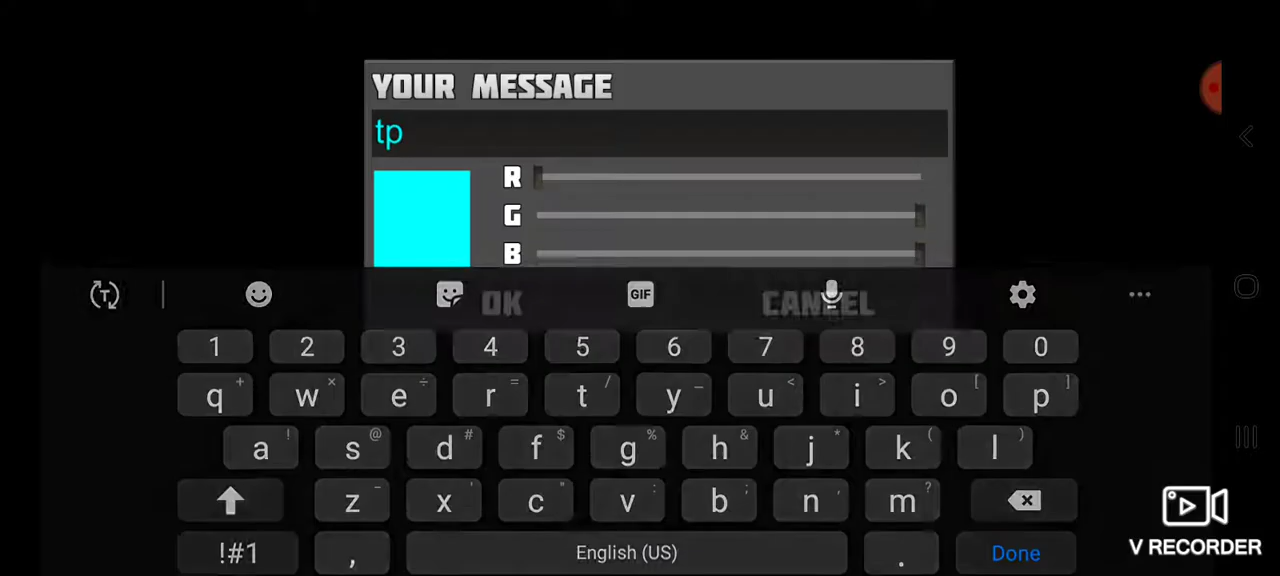 YOUR MESSAGE
tp
R
G
B
T
GIF
OK
CANCEL
1 2 3 4 5 6 7 8 9 0
q + w × e ÷ r = t / y _ u < i > o [ p ]
a ! s @ d # f $ g % h & j * k ( l )
z - x ' c " v : b ; n , m ?
!#1 , English (US) . Done
V RECORDER